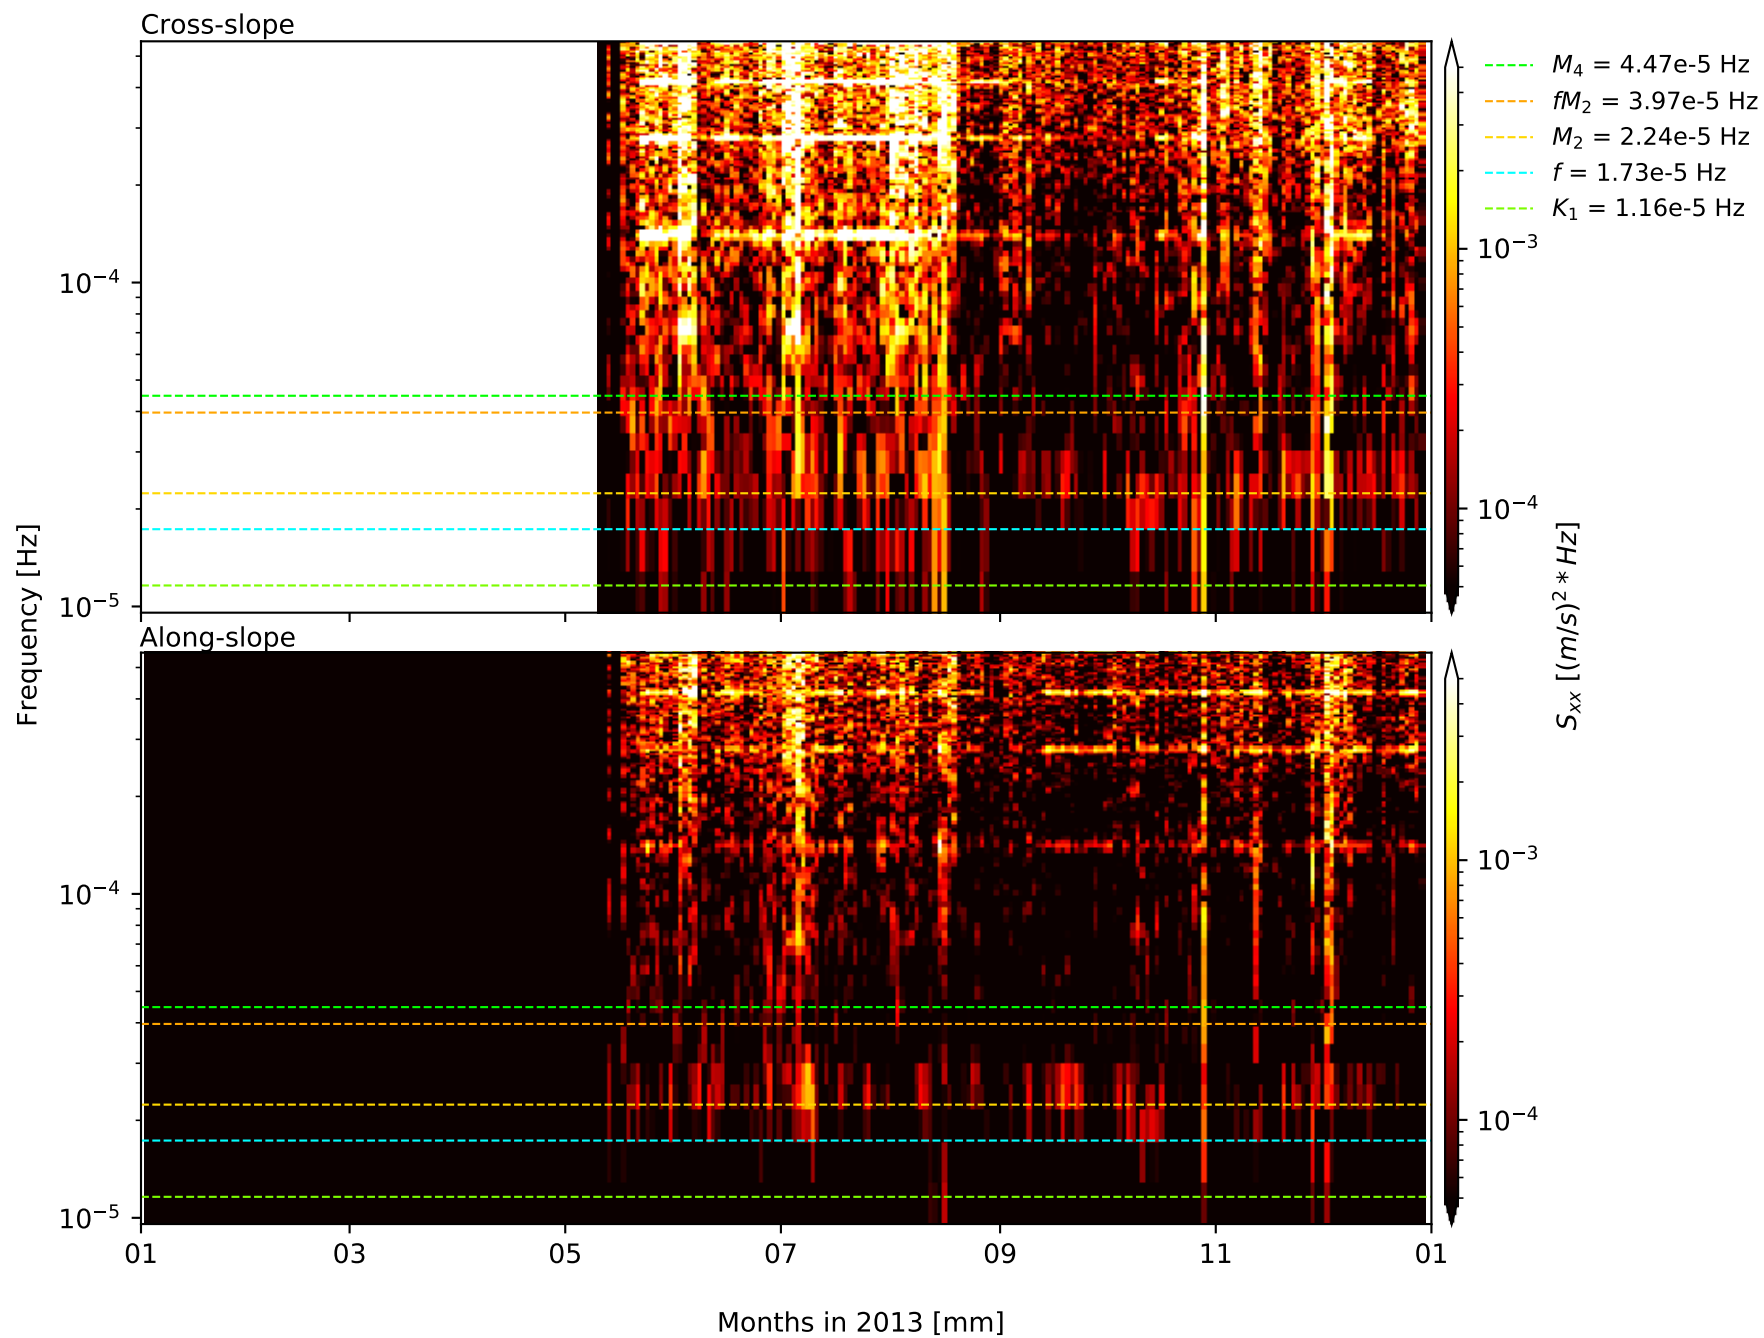 Cross-slope
M₄ = 4.47e-5 Hz
fM₂ = 3.97e-5 Hz
M₂ = 2.24e-5 Hz
f = 1.73e-5 Hz
K₁ = 1.16e-5 Hz
10⁻⁴
10⁻⁵
10⁻³
10⁻⁴
Frequency [Hz]
Sₓₓ [(m/s)² * Hz]
Along-slope
10⁻⁴
10⁻⁵
10⁻³
10⁻⁴
01 03 05 07 09 11 01
Months in 2013 [mm]